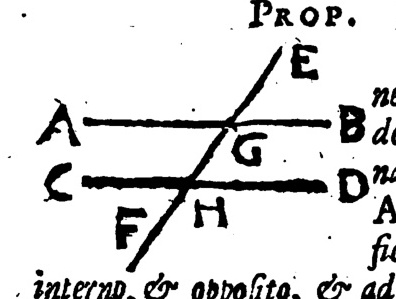 PROP.
E
A B ne
G de
C D na
H A
F fie
interno, & opposito, & ad